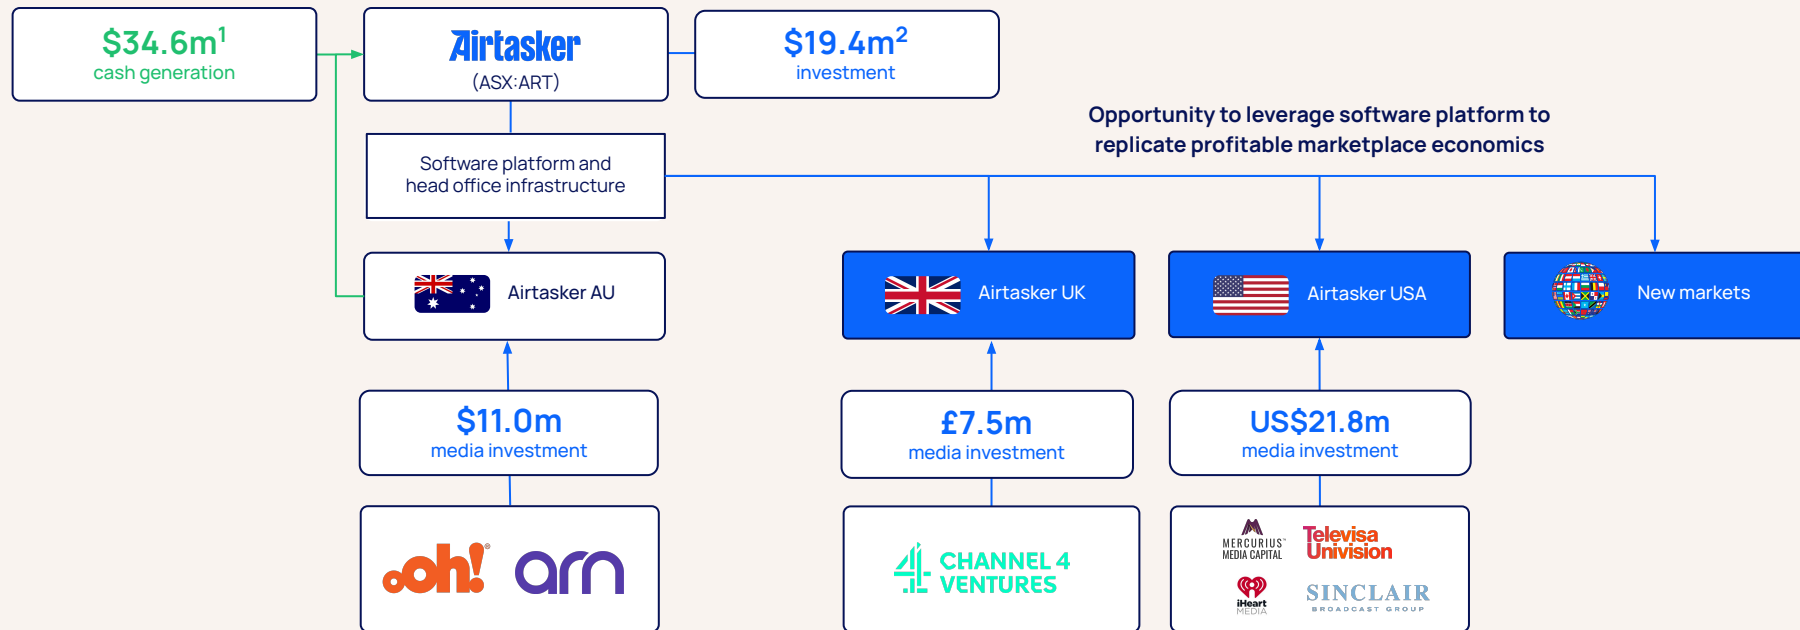 $34.6m¹
cash generation
Airtasker
(ASX:ART)
$19.4m²
investment
Opportunity to leverage software platform to
replicate profitable marketplace economics
Software platform and
head office infrastructure
Airtasker AU
Airtasker UK
Airtasker USA
New markets
$11.0m
media investment
£7.5m
media investment
US$21.8m
media investment
oOh!®
arn
4 CHANNEL 4
VENTURES
MERCURIUS™
MEDIA CAPITAL
Televisa
Univision
iHeart
MEDIA
SINCLAIR
BROADCAST GROUP